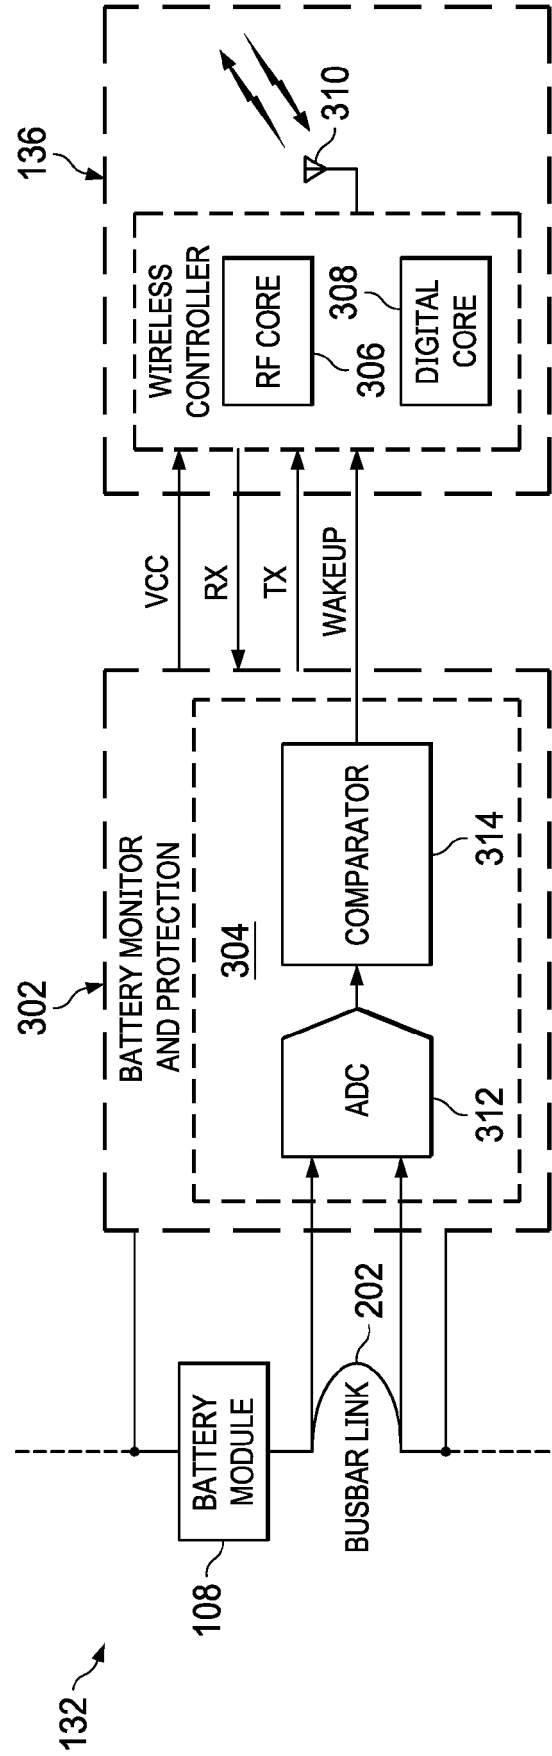 132
108
BATTERY
MODULE
BUSBAR LINK
202
302
BATTERY MONITOR
AND PROTECTION
304
ADC
312
COMPARATOR
314
VCC
RX
TX
WAKEUP
136
WIRELESS
CONTROLLER
RF CORE
306
308
DIGITAL
CORE
310